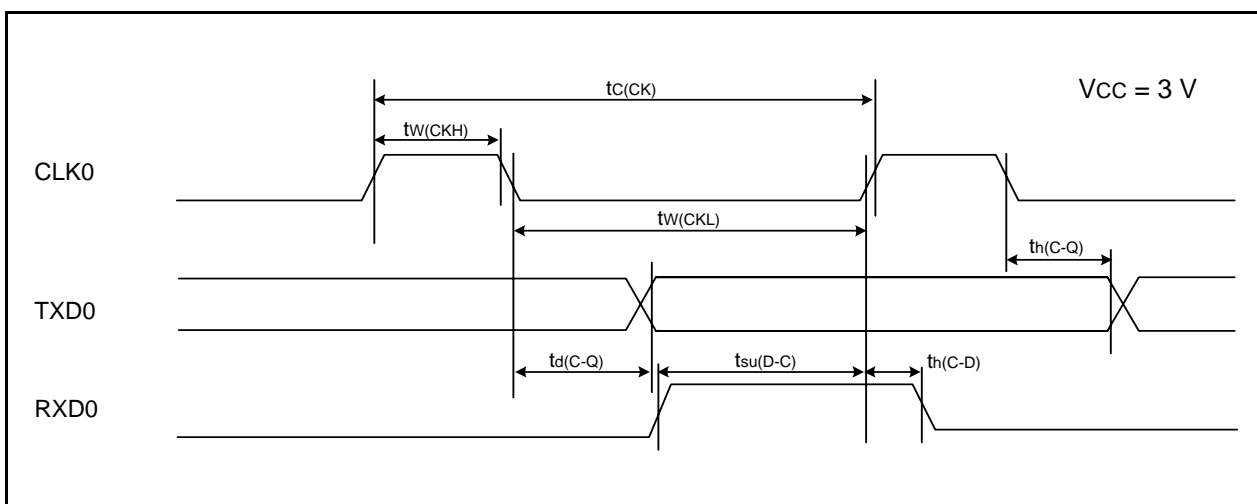 tC(CK)
VCC = 3 V
tW(CKH)
CLK0
tW(CKL)
th(C-Q)
TXD0
td(C-Q)
tsu(D-C)
th(C-D)
RXD0